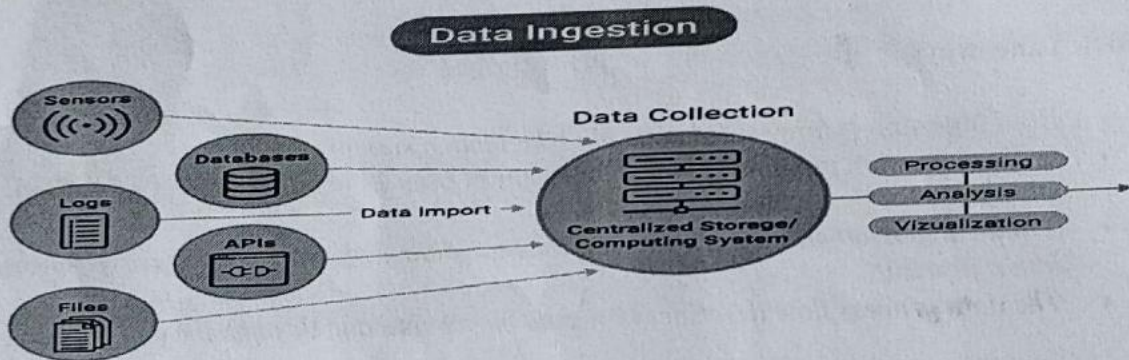 Data Ingestion
Sensors
Databases
Logs
APIs
Files
Data Import
Data Collection
Centralized Storage/
Computing System
Processing
Analysis
Vizualization